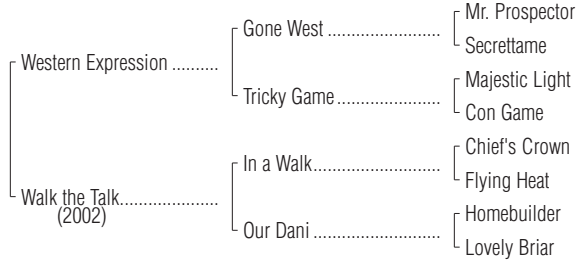 Mr. Prospector
Gone West
Secrettame
Western Expression
Majestic Light
Tricky Game
Con Game
Chief's Crown
In a Walk
Flying Heat
Walk the Talk
(2002)
Homebuilder
Our Dani
Lovely Briar